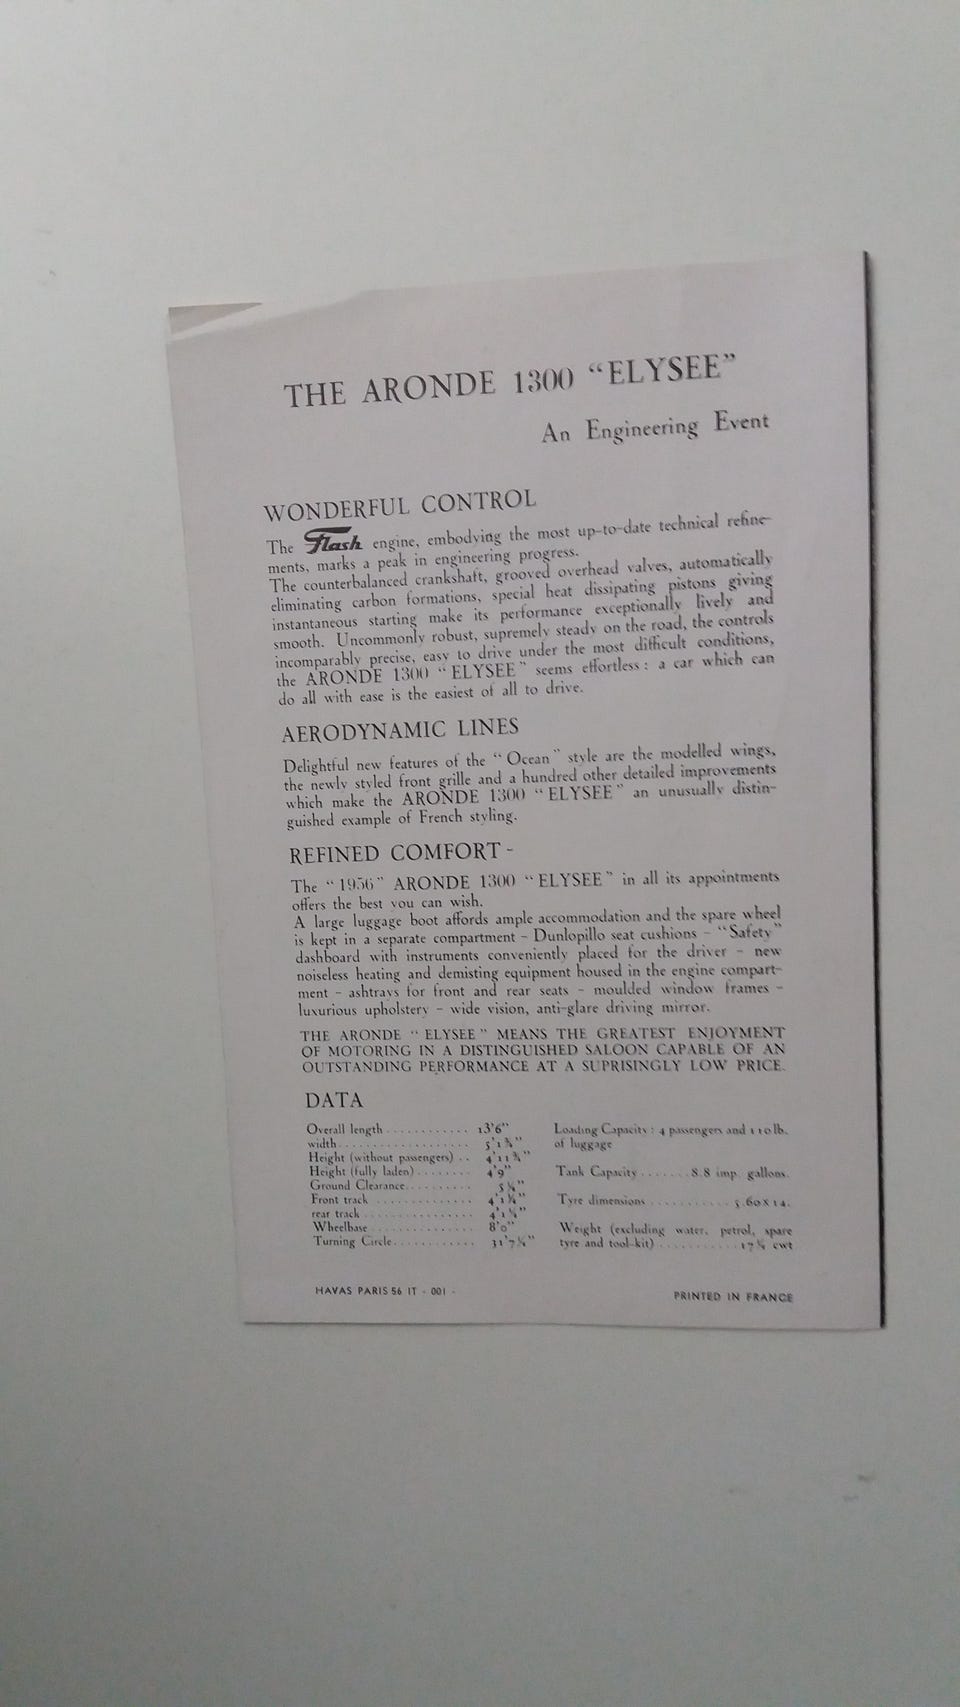 THE ARONDE 1300 “ELYSEE”
An Engineering Event
WONDERFUL CONTROL
The Flash engine, embodying the most up-to-date technical refine-
ments, marks a peak in engineering progress.
The counterbalanced crankshaft, grooved overhead valves, automatically
eliminating carbon formations, special heat dissipating pistons giving
instantaneous starting make its performance exceptionally lively and
smooth. Uncommonly robust, supremely steady on the road, the controls
incomparably precise, easy to drive under the most difficult conditions,
the ARONDE 1300 “ ELYSEE ” seems effortless : a car which can
do all with ease is the easiest of all to drive.
AERODYNAMIC LINES
Delightful new features of the “ Ocean ” style are the modelled wings,
the newly styled front grille and a hundred other detailed improvements
which make the ARONDE 1300 “ ELYSEE ” an unusually distin-
guished example of French styling.
REFINED COMFORT -
The “ 1956 ” ARONDE 1300 “ ELYSEE ” in all its appointments
offers the best you can wish.
A large luggage boot affords ample accommodation and the spare wheel
is kept in a separate compartment - Dunlopillo seat cushions - “Safety”
dashboard with instruments conveniently placed for the driver - new
noiseless heating and demisting equipment housed in the engine compart-
ment - ashtrays for front and rear seats - moulded window frames -
luxurious upholstery - wide vision, anti-glare driving mirror.
THE ARONDE “ ELYSEE ” MEANS THE GREATEST ENJOYMENT
OF MOTORING IN A DISTINGUISHED SALOON CAPABLE OF AN
OUTSTANDING PERFORMANCE AT A SUPRISINGLY LOW PRICE.
DATA
Overall length ............ 13’6”
width ................... 5’1 ¾”
Height (without passengers) .. 4’11 ¾”
Height (fully laden) ........ 4’9”
Ground Clearance..........
Front track ..............
rear track ................
Wheelbase ............... 8’0”
Turning Circle............
Loading Capacity : 4 passengers and 110 lb.
of luggage
Tank Capacity ....... 8.8 imp. gallons.
Tyre dimensions ........... 5.60 x 14.
Weight (excluding water, petrol, spare
tyre and tool-kit) ........... cwt
HAVAS PARIS 56 IT - 001 -
PRINTED IN FRANCE